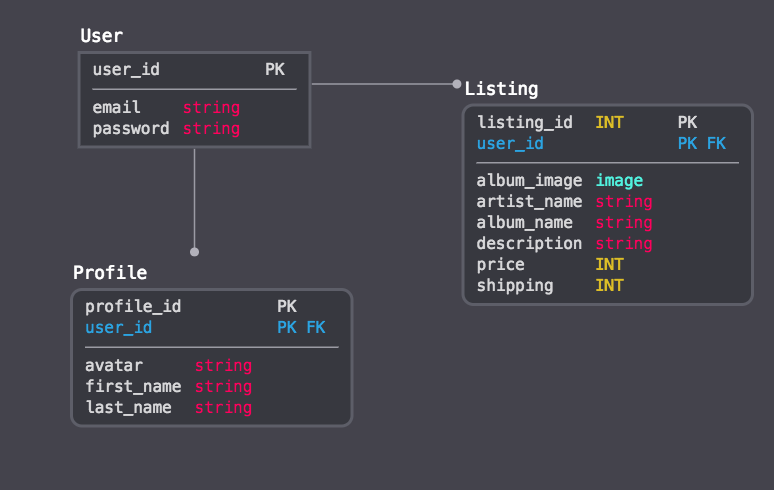 User
user_id PK
email string
password string
Listing
listing_id INT PK
user_id PK FK
album_image image
artist_name string
album_name string
description string
price INT
shipping INT
Profile
profile_id PK
user_id PK FK
avatar string
first_name string
last_name string